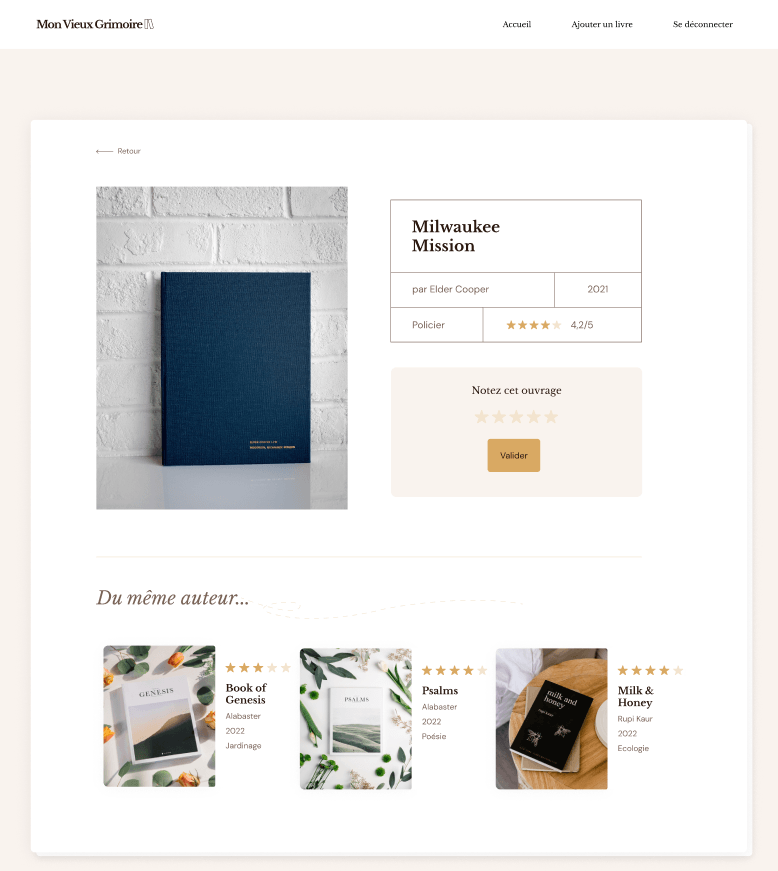 Mon Vieux Grimoire
Accueil
Ajouter un livre
Se déconnecter
Retour
Milwaukee
Mission
par Elder Cooper
2021
Policier
4,2/5
Notez cet ouvrage
Valider
Du même auteur...
GENESIS
Book of
Genesis
Alabaster
2022
Jardinage
PSALMS
Psalms
Alabaster
2022
Poésie
milk and
honey
rupi kaur
Milk &
Honey
Rupi Kaur
2022
Ecologie